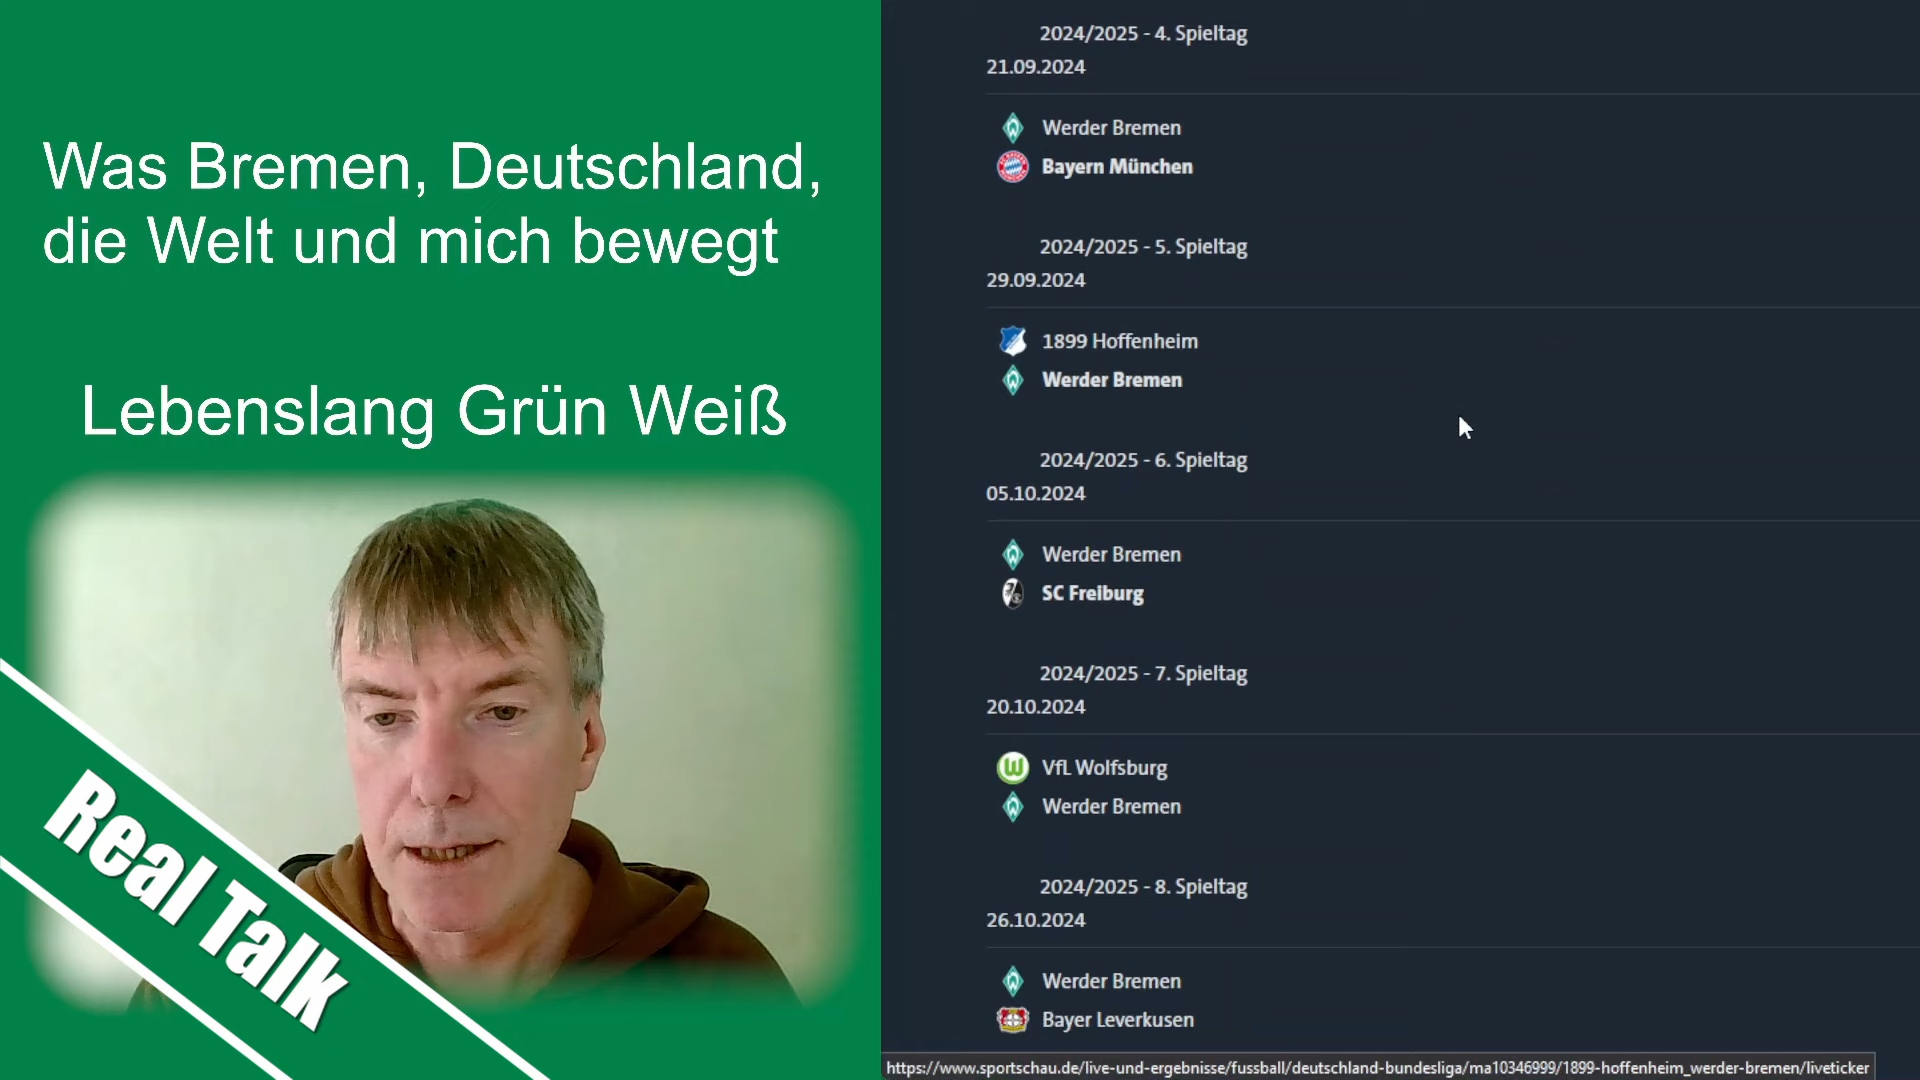 Was Bremen, Deutschland,
die Welt und mich bewegt
Lebenslang Grün Weiß
Real Talk
2024/2025 - 4. Spieltag
21.09.2024
Werder Bremen
Bayern München
2024/2025 - 5. Spieltag
29.09.2024
1899 Hoffenheim
Werder Bremen
2024/2025 - 6. Spieltag
05.10.2024
Werder Bremen
SC Freiburg
2024/2025 - 7. Spieltag
20.10.2024
VfL Wolfsburg
Werder Bremen
2024/2025 - 8. Spieltag
26.10.2024
Werder Bremen
Bayer Leverkusen
https://www.sportschau.de/live-und-ergebnisse/fussball/deutschland-bundesliga/ma10346999/1899-hoffenheim_werder-bremen/liveticker